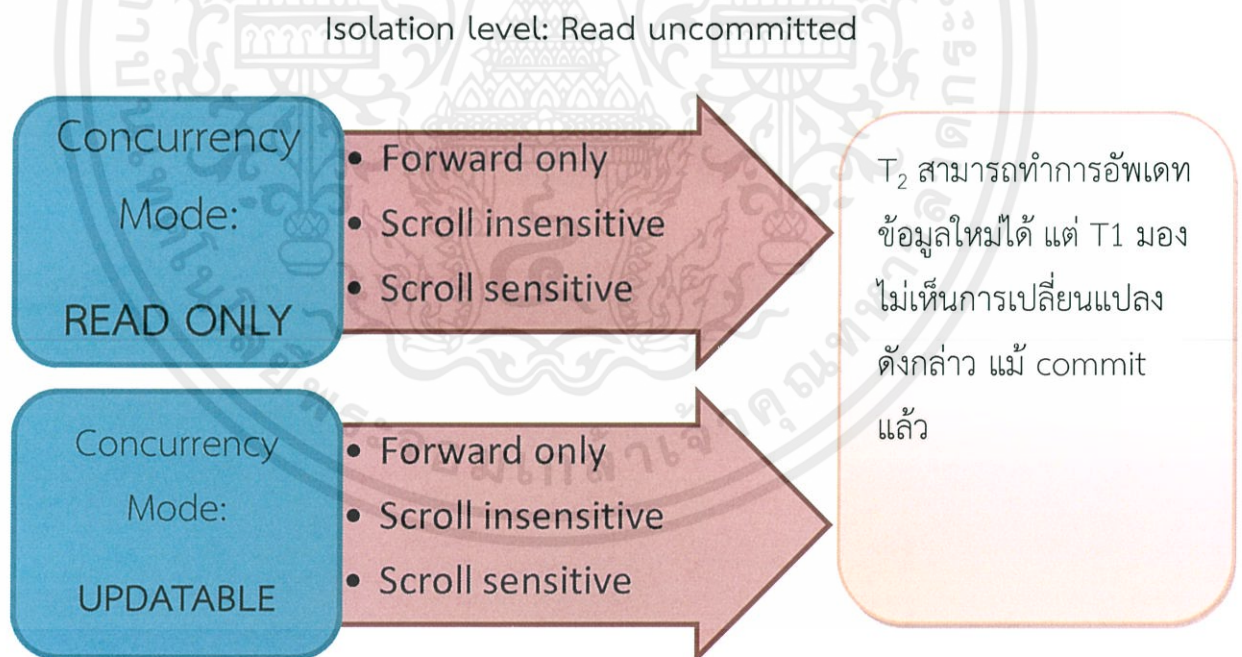 Isolation level: Read uncommitted
Concurrency
Mode:
READ ONLY
• Forward only
• Scroll insensitive
• Scroll sensitive
Concurrency
Mode:
UPDATABLE
• Forward only
• Scroll insensitive
• Scroll sensitive
T₂ สามารถทำการอัพเดท
ข้อมูลใหม่ได้ แต่ T1 มอง
ไม่เห็นการเปลี่ยนแปลง
ดังกล่าว แม้ commit
แล้ว